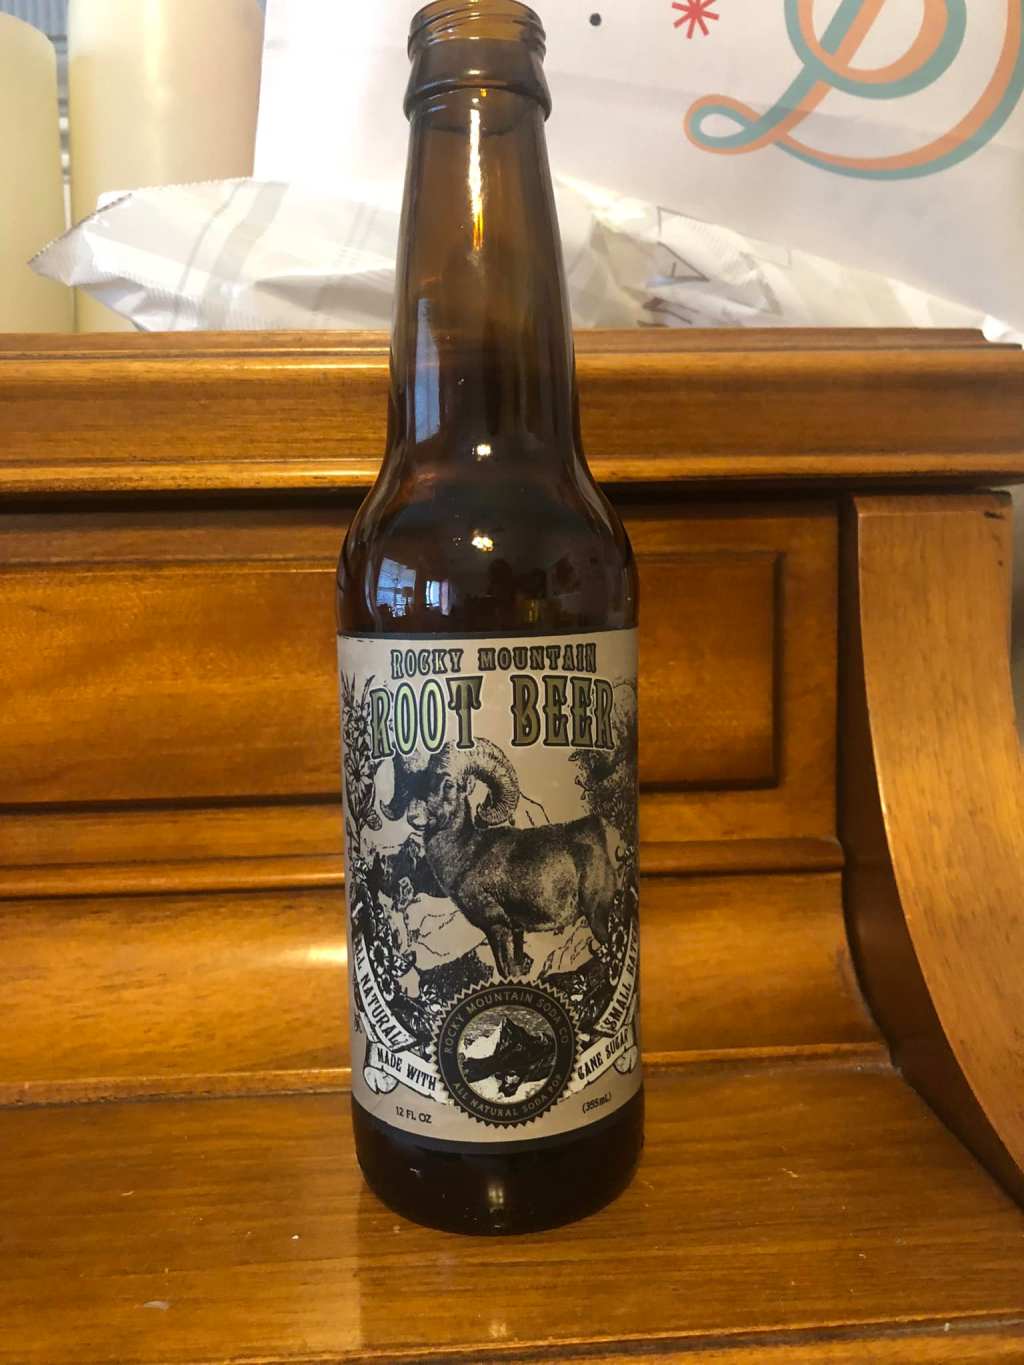 ROCKY MOUNTAIN
ROOT BEER
ALL NATURAL
SMALL
MADE WITH
CANE SUGAR
ROCKY MOUNTAIN SODA CO
ALL NATURAL SODA POP
12 FL OZ
(355mL)